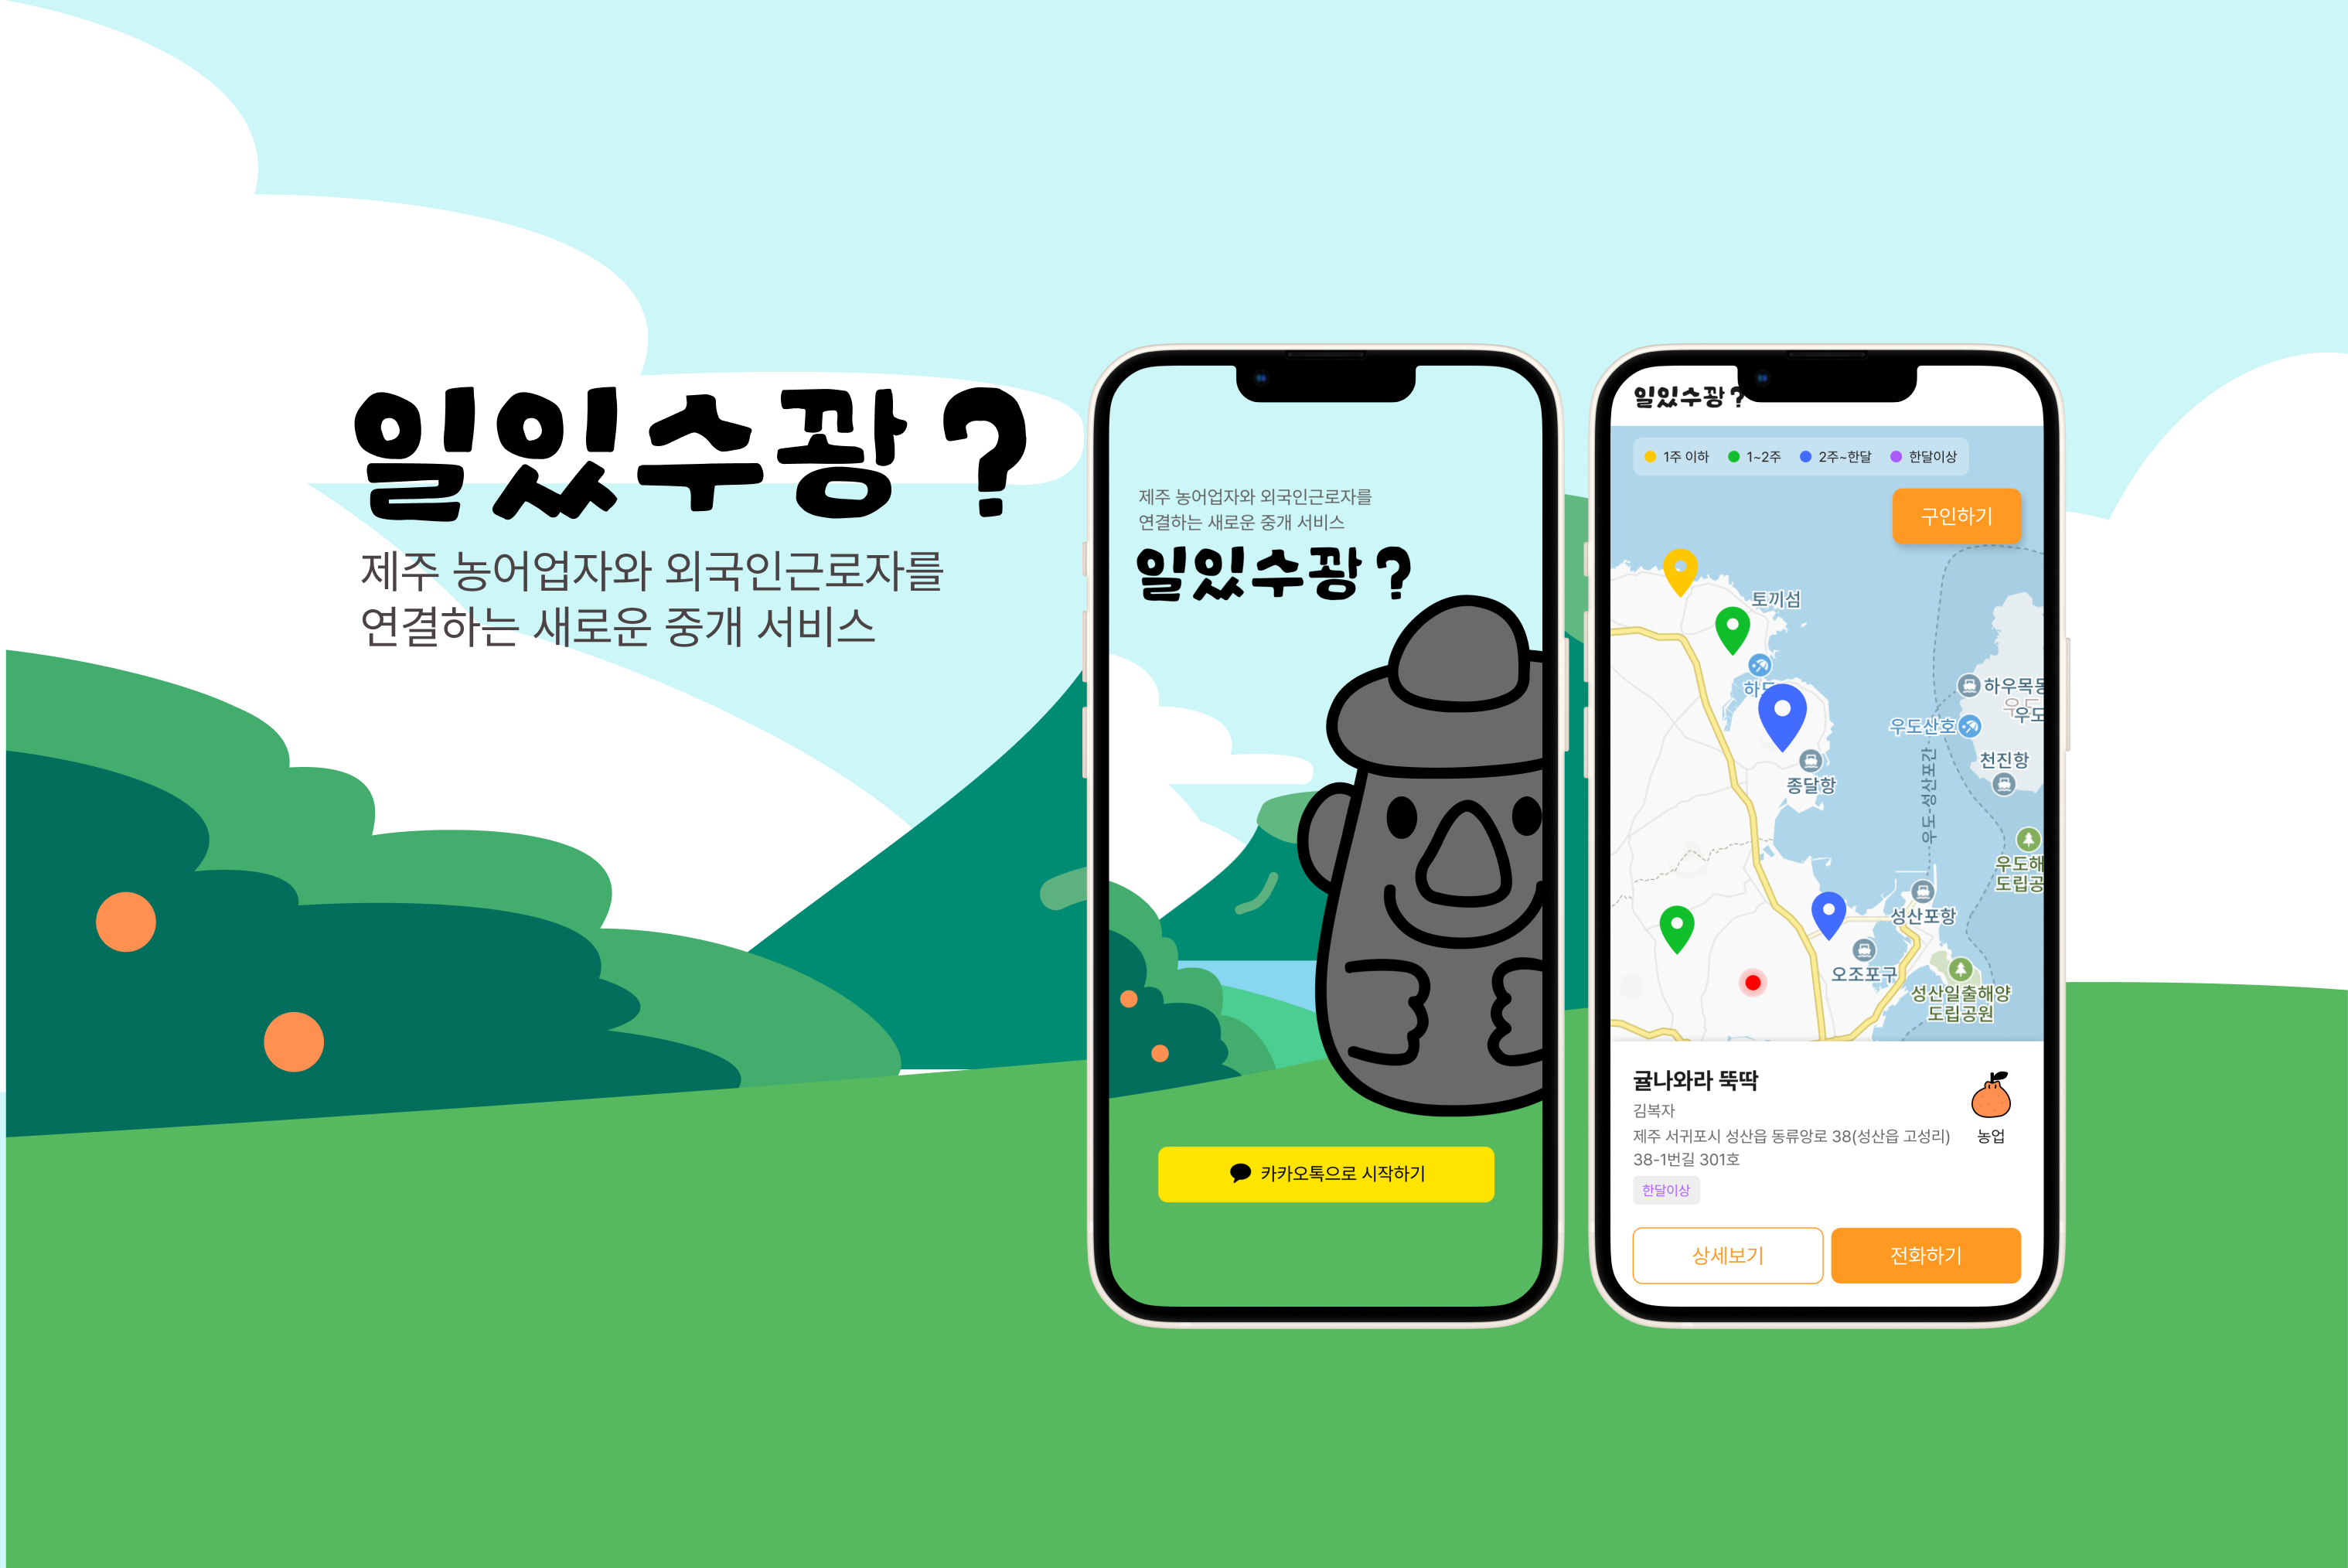 일있수꽝?
제주 농어업자와 외국인근로자를
연결하는 새로운 중개 서비스
제주 농어업자와 외국인근로자를
연결하는 새로운 중개 서비스
일있수꽝?
카카오톡으로 시작하기
일있수꽝?
1주 이하
1~2주
2주~한달
한달이상
구인하기
토끼섬
하도
하우목동
우도
우도
우도산호
천진항
종달항
우도-성산포간
우도해
도립공
성산포항
오조포구
성산일출해양
도립공원
귤나와라 뚝딱
김복자
제주 서귀포시 성산읍 동류앙로 38(성산읍 고성리)
농업
38-1번길 301호
한달이상
상세보기
전화하기